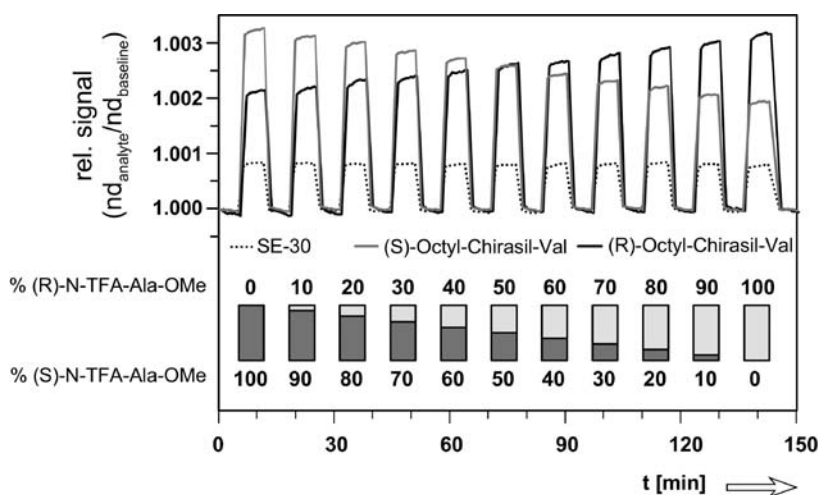 rel. signal
(nd_analyte/nd_baseline)
1.003
1.002
1.001
1.000
SE-30 (S)-Octyl-Chirasil-Val (R)-Octyl-Chirasil-Val
% (R)-N-TFA-Ala-OMe 0 10 20 30 40 50 60 70 80 90 100
% (S)-N-TFA-Ala-OMe 100 90 80 70 60 50 40 30 20 10 0
0 30 60 90 120 150
t [min]